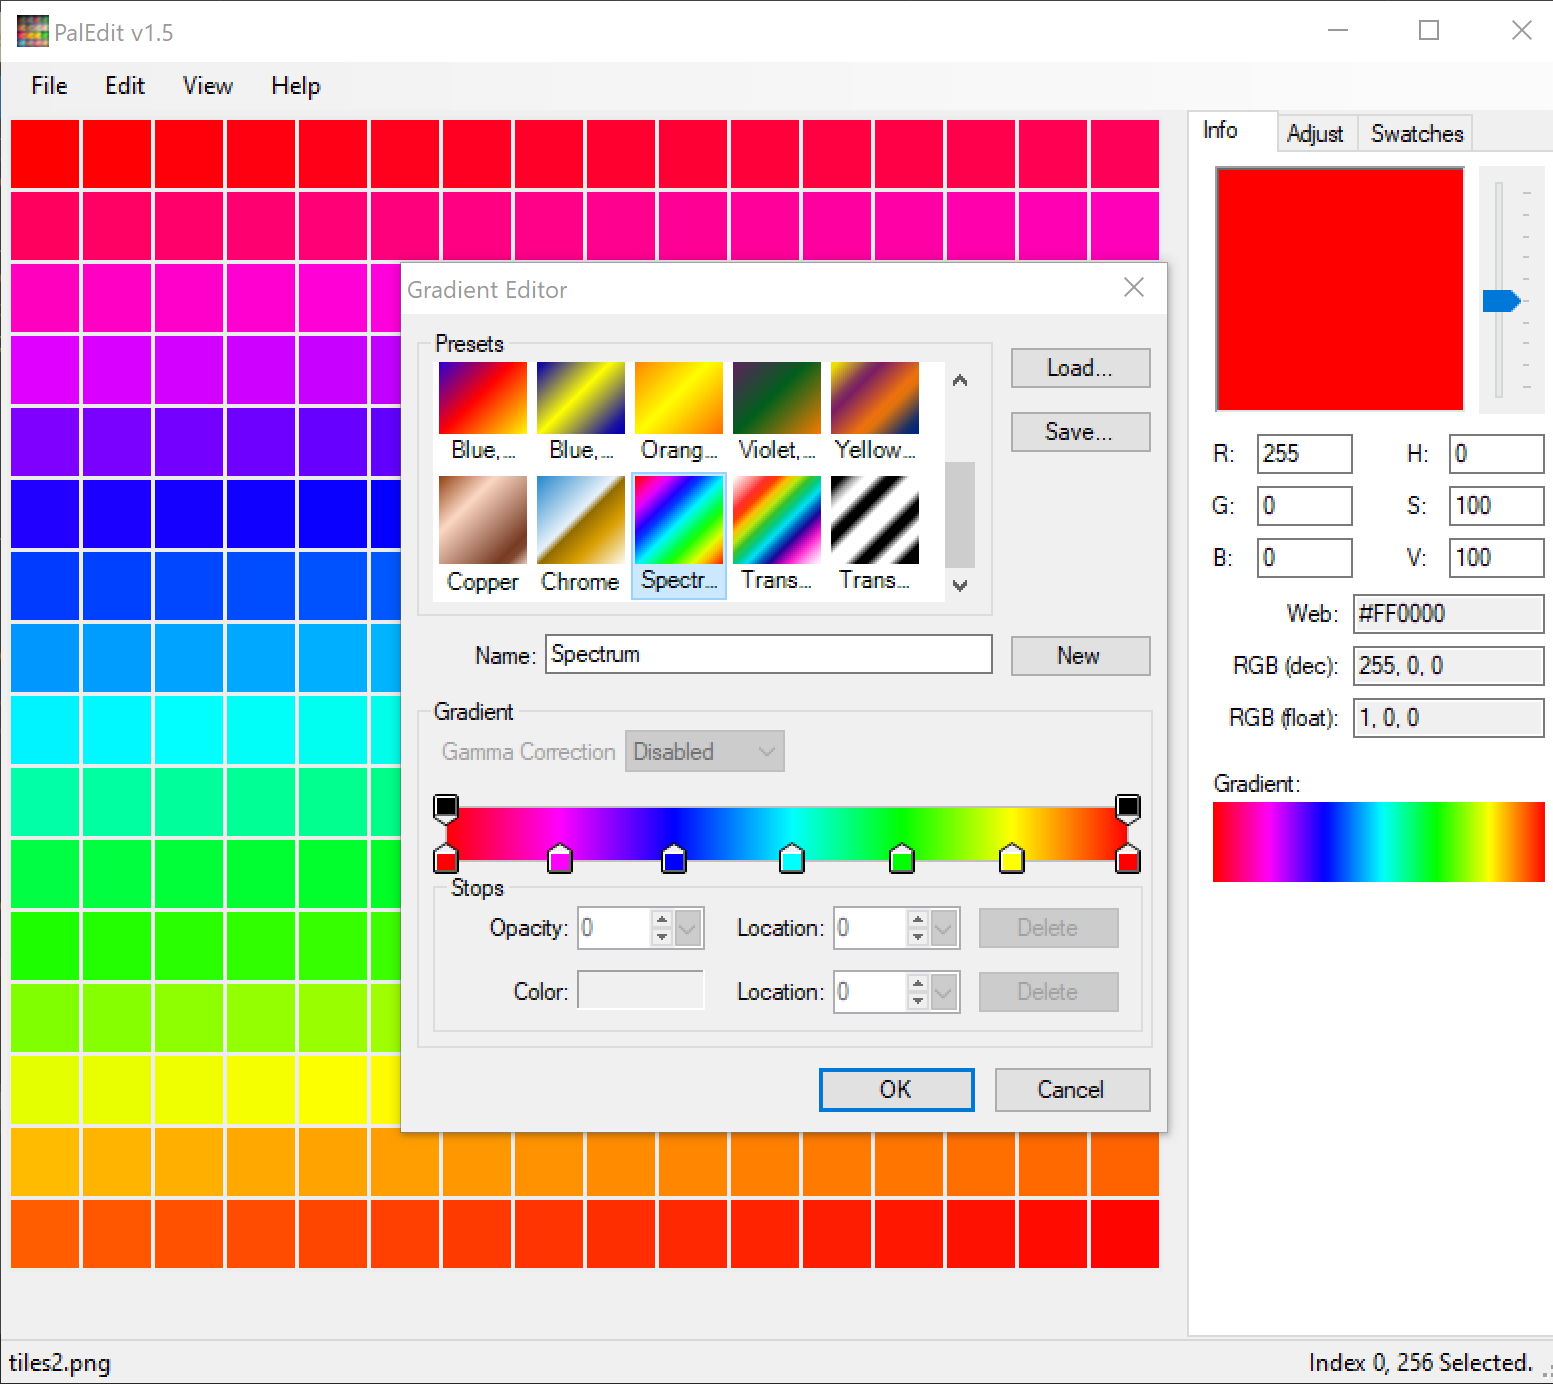 PalEdit v1.5
File Edit View Help
Info Adjust Swatches
R: 255 H: 0
G: 0 S: 100
B: 0 V: 100
Web: #FF0000
RGB (dec): 255, 0, 0
RGB (float): 1, 0, 0
Gradient:
Gradient Editor
Presets
Blue,... Blue,... Orang... Violet,... Yellow...
Copper Chrome Spectr... Trans... Trans...
Load...
Save...
Name: Spectrum New
Gradient
Gamma Correction Disabled
Stops
Opacity: 0 Location: 0 Delete
Color: Location: 0 Delete
OK Cancel
tiles2.png Index 0, 256 Selected.